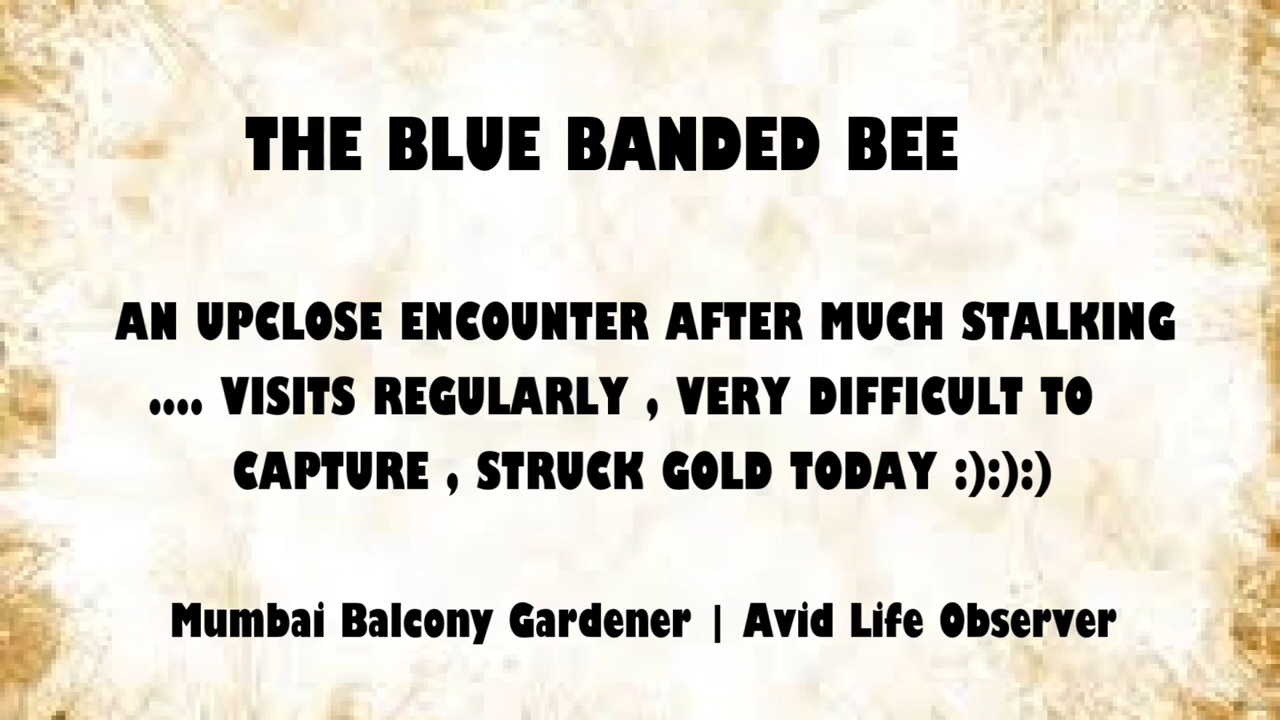 THE BLUE BANDED BEE
AN UPCLOSE ENCOUNTER AFTER MUCH STALKING
.... VISITS REGULARLY , VERY DIFFICULT TO
CAPTURE , STRUCK GOLD TODAY :):):)
Mumbai Balcony Gardener | Avid Life Observer